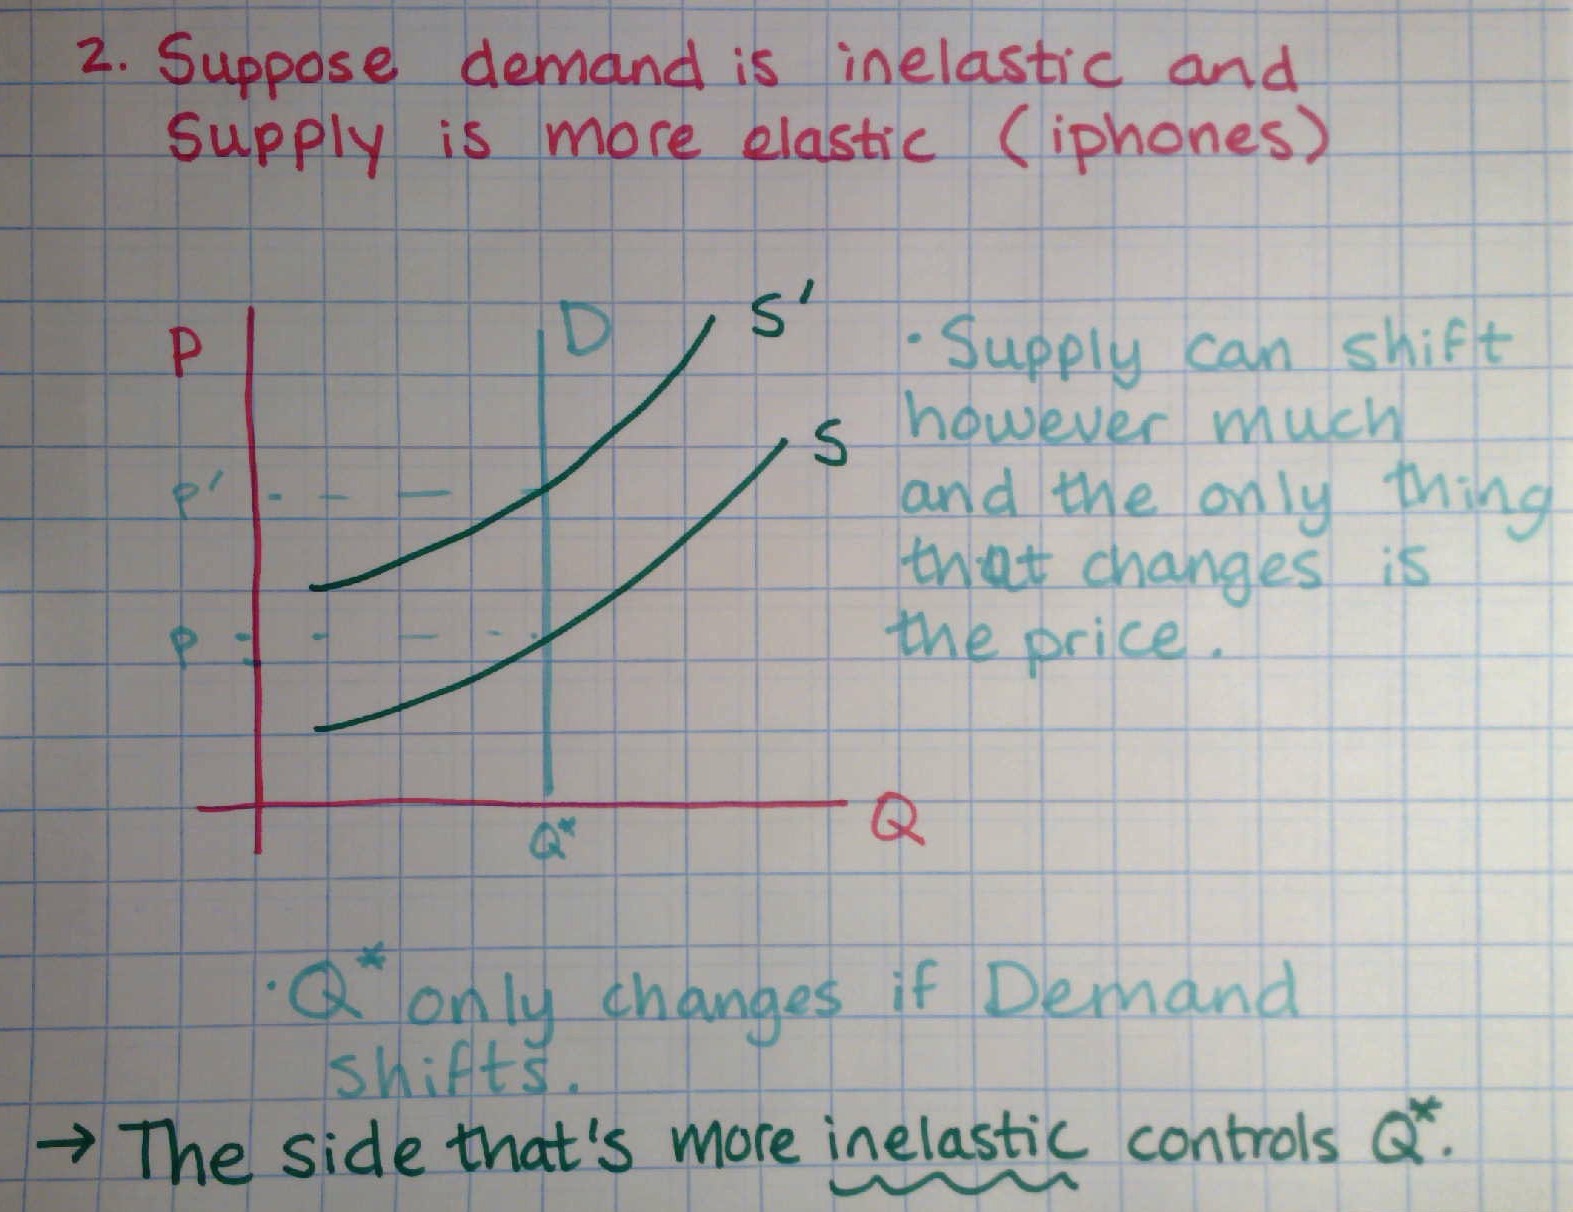 2. Suppose demand is inelastic and
Supply is more elastic (iphones)
P
D
S'
S
P'
P
Q*
Q
· Supply can shift
however much
and the only thing
that changes is
the price.
· Q* only changes if Demand
shifts.
→ The side that's more inelastic controls Q*.